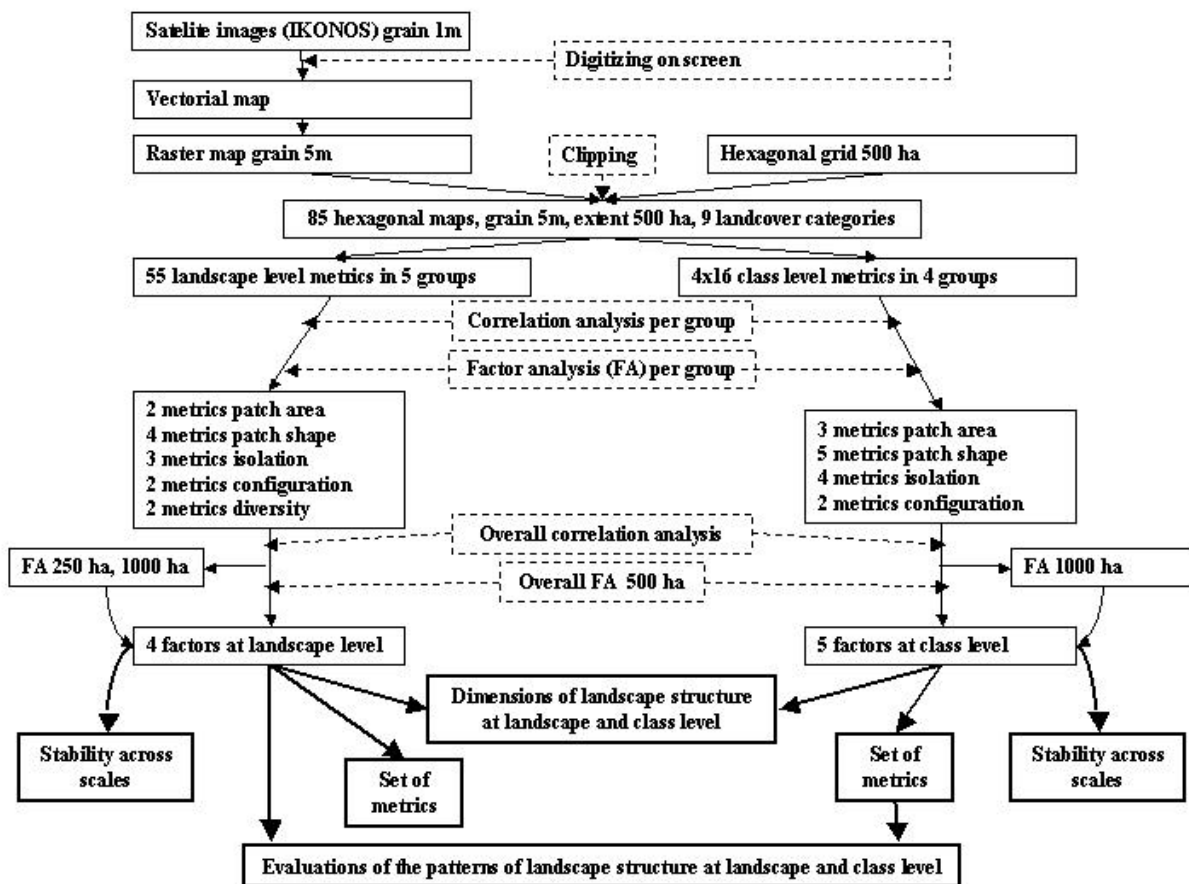 Satelite images (IKONOS) grain 1m
Digitizing on screen
Vectorial map
Raster map grain 5m
Clipping
Hexagonal grid 500 ha
85 hexagonal maps, grain 5m, extent 500 ha, 9 landcover categories
55 landscape level metrics in 5 groups
4x16 class level metrics in 4 groups
Correlation analysis per group
Factor analysis (FA) per group
2 metrics patch area
4 metrics patch shape
3 metrics isolation
2 metrics configuration
2 metrics diversity
3 metrics patch area
5 metrics patch shape
4 metrics isolation
2 metrics configuration
Overall correlation analysis
FA 250 ha, 1000 ha
Overall FA 500 ha
FA 1000 ha
4 factors at landscape level
5 factors at class level
Dimensions of landscape structure
at landscape and class level
Stability across
scales
Set of
metrics
Set of
metrics
Stability across
scales
Evaluations of the patterns of landscape structure at landscape and class level